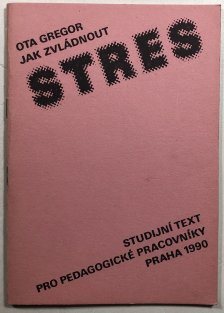 OTA GREGOR
JAK ZVLÁDNOUT
STRES
STUDIJNÍ TEXT
PRO PEDAGOGICKÉ PRACOVNÍKY
PRAHA 1990